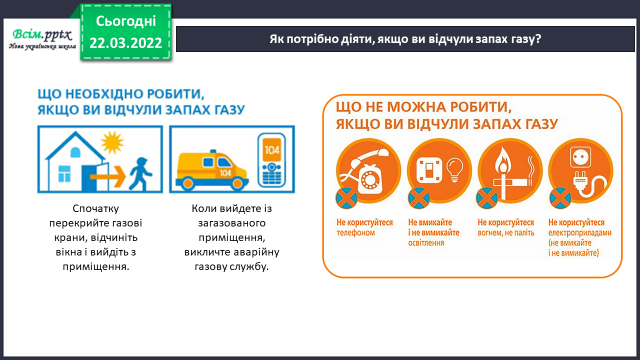 Всім.pptx
Нова українська школа
Сьогодні
22.03.2022
Як потрібно діяти, якщо ви відчули запах газу?
ЩО НЕОБХІДНО РОБИТИ,
ЯКЩО ВИ ВІДЧУЛИ ЗАПАХ ГАЗУ
104
104
Спочатку
перекрийте газові
крани, відчиніть
вікна і вийдіть з
приміщення.
Коли вийдете із
загазованого
приміщення,
викличте аварійну
газову службу.
ЩО НЕ МОЖНА РОБИТИ,
ЯКЩО ВИ ВІДЧУЛИ ЗАПАХ ГАЗУ
Не користуйтеся
телефоном
Не вмикайте
і не вимикайте
освітлення
Не користуйтеся
вогнем, не паліть
Не користуйтеся
електроприладами
(не вмикайте
і не вимикайте)